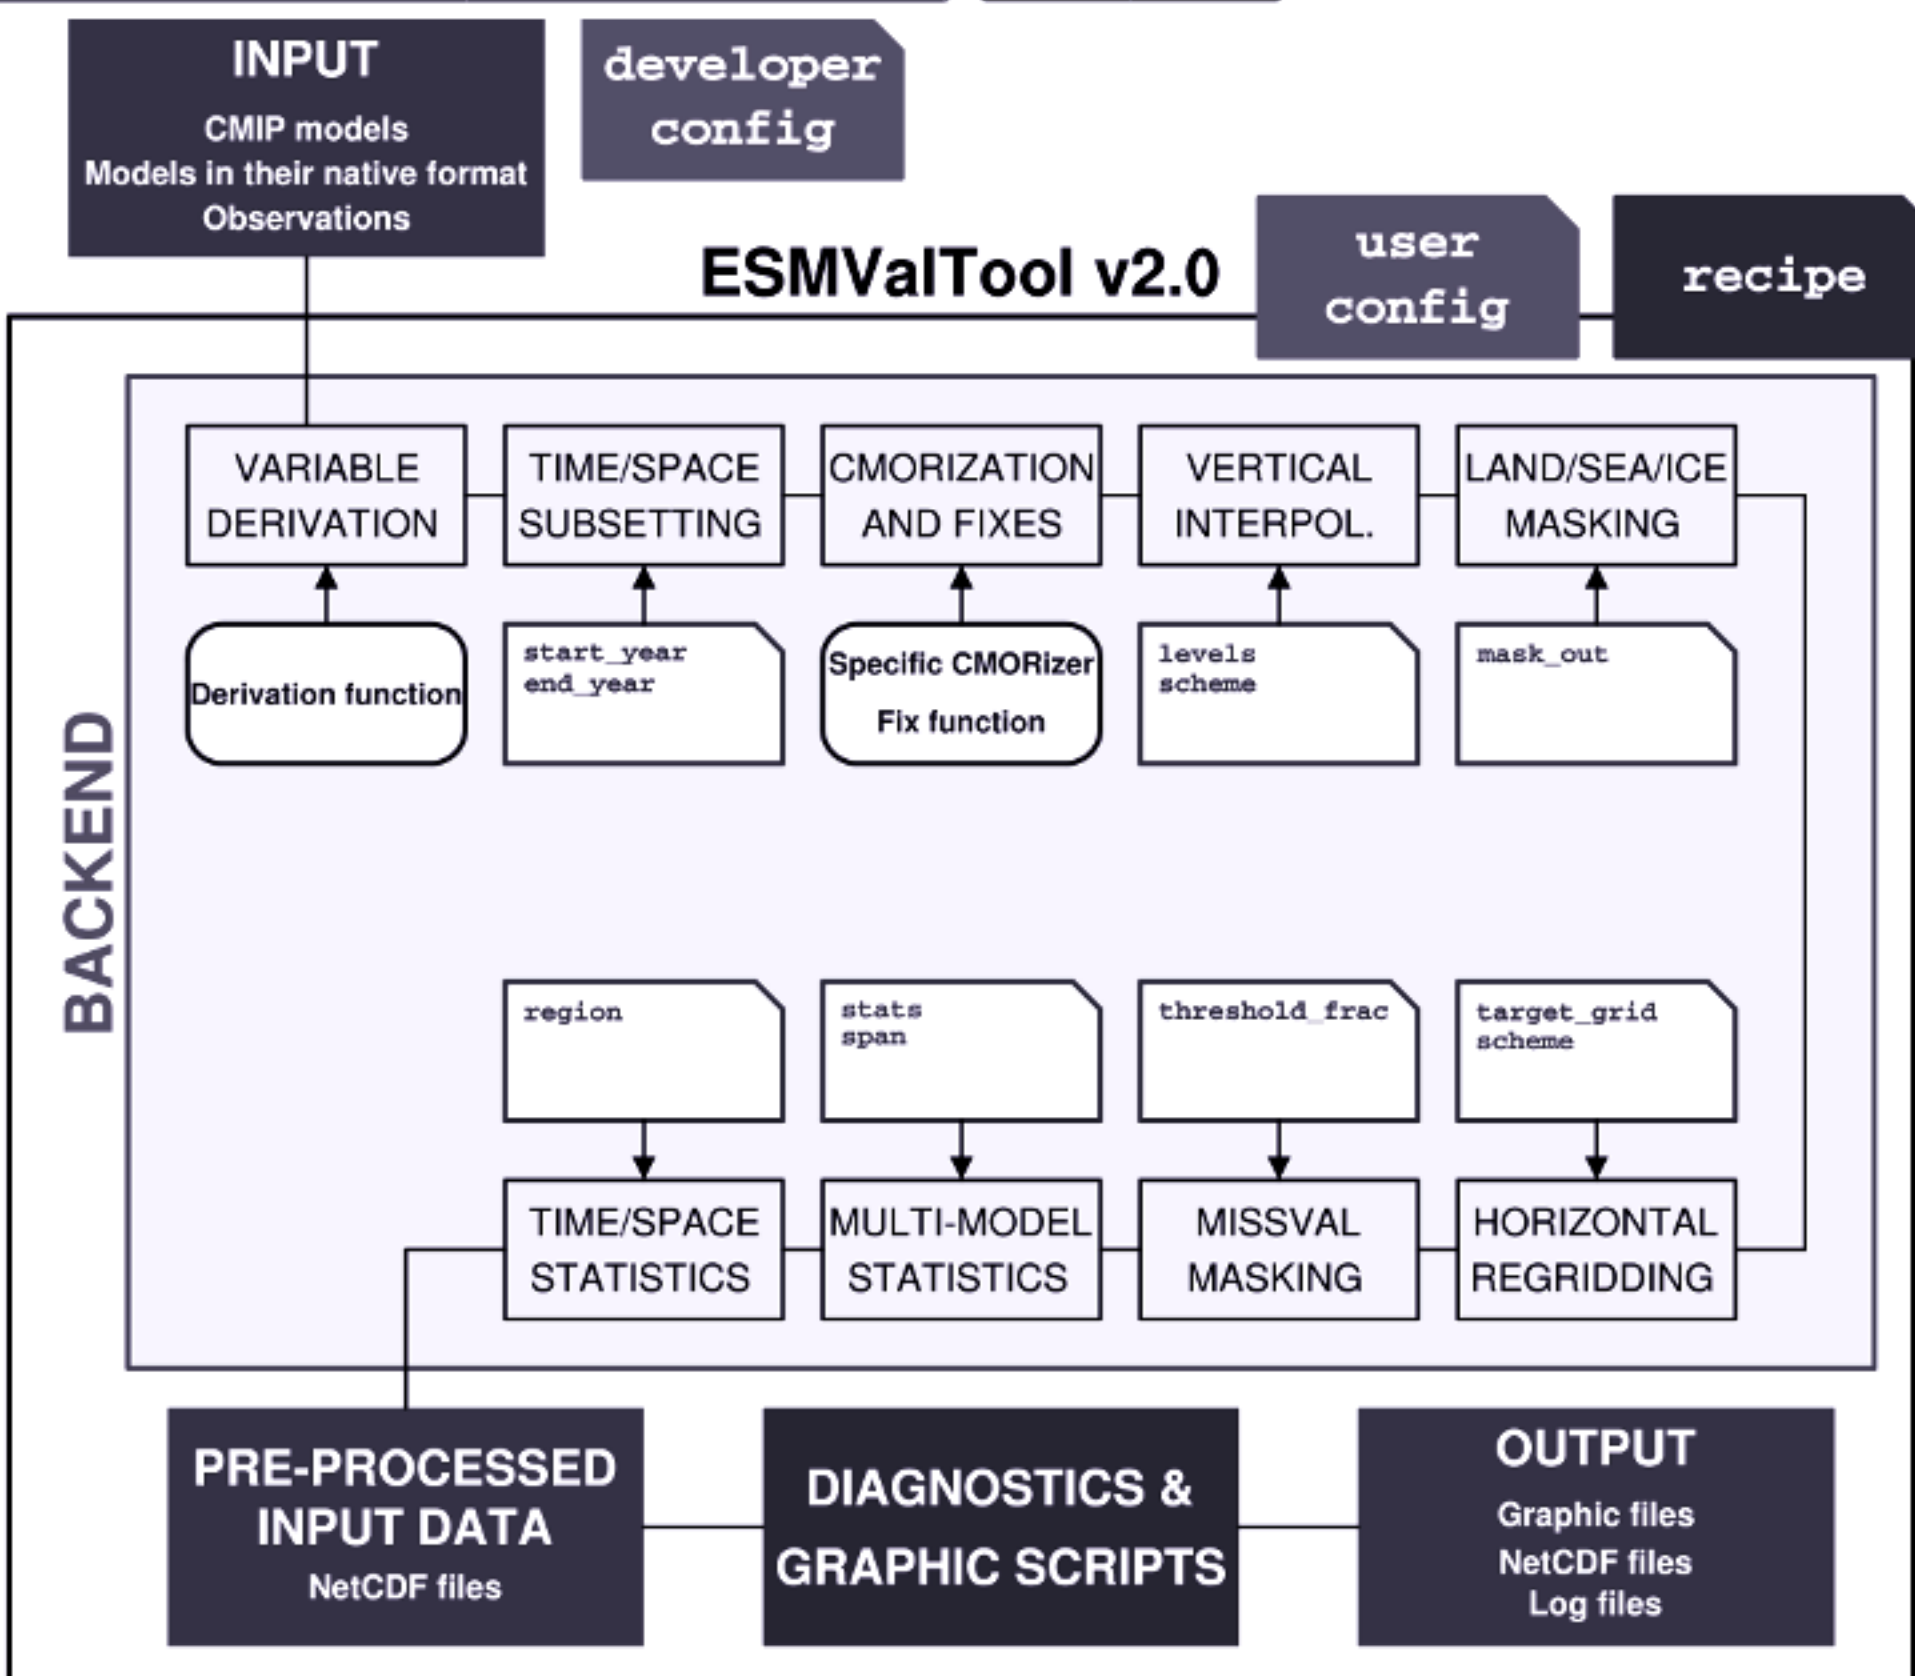 INPUT
CMIP models
Models in their native format
Observations
developer
config
ESMValTool v2.0
user
config
recipe
BACKEND
VARIABLE
DERIVATION
TIME/SPACE
SUBSETTING
CMORIZATION
AND FIXES
VERTICAL
INTERPOL.
LAND/SEA/ICE
MASKING
Derivation function
start_year
end_year
Specific CMORizer
Fix function
levels
scheme
mask_out
region
stats
span
threshold_frac
target_grid
scheme
TIME/SPACE
STATISTICS
MULTI-MODEL
STATISTICS
MISSVAL
MASKING
HORIZONTAL
REGRIDDING
PRE-PROCESSED
INPUT DATA
NetCDF files
DIAGNOSTICS &
GRAPHIC SCRIPTS
OUTPUT
Graphic files
NetCDF files
Log files